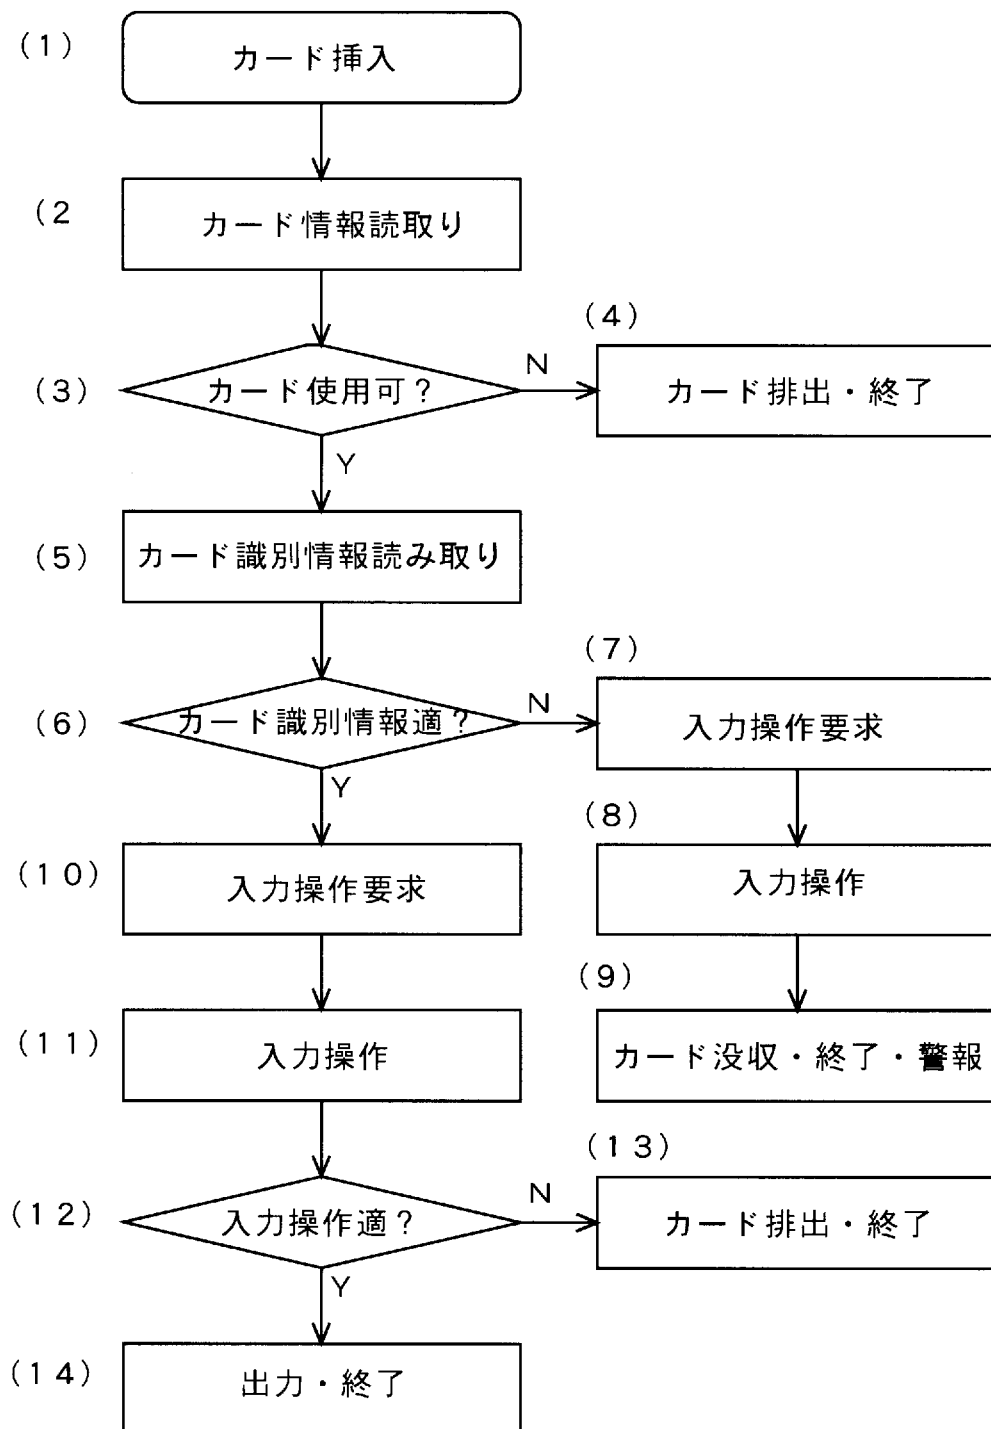 (1)
カード挿入
(2
カード情報読取り
(3)
カード使用可?
N
(4)
カード排出・終了
Y
(5)
カード識別情報読み取り
(6)
カード識別情報適?
N
(7)
入力操作要求
Y
(8)
入力操作
(9)
カード没収・終了・警報
(10)
入力操作要求
(11)
入力操作
(12)
入力操作適?
N
(13)
カード排出・終了
Y
(14)
出力・終了